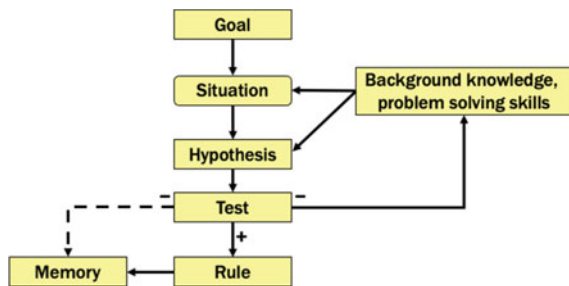 Goal
Situation
Background knowledge,
problem solving skills
Hypothesis
- -
Test
+
Memory Rule